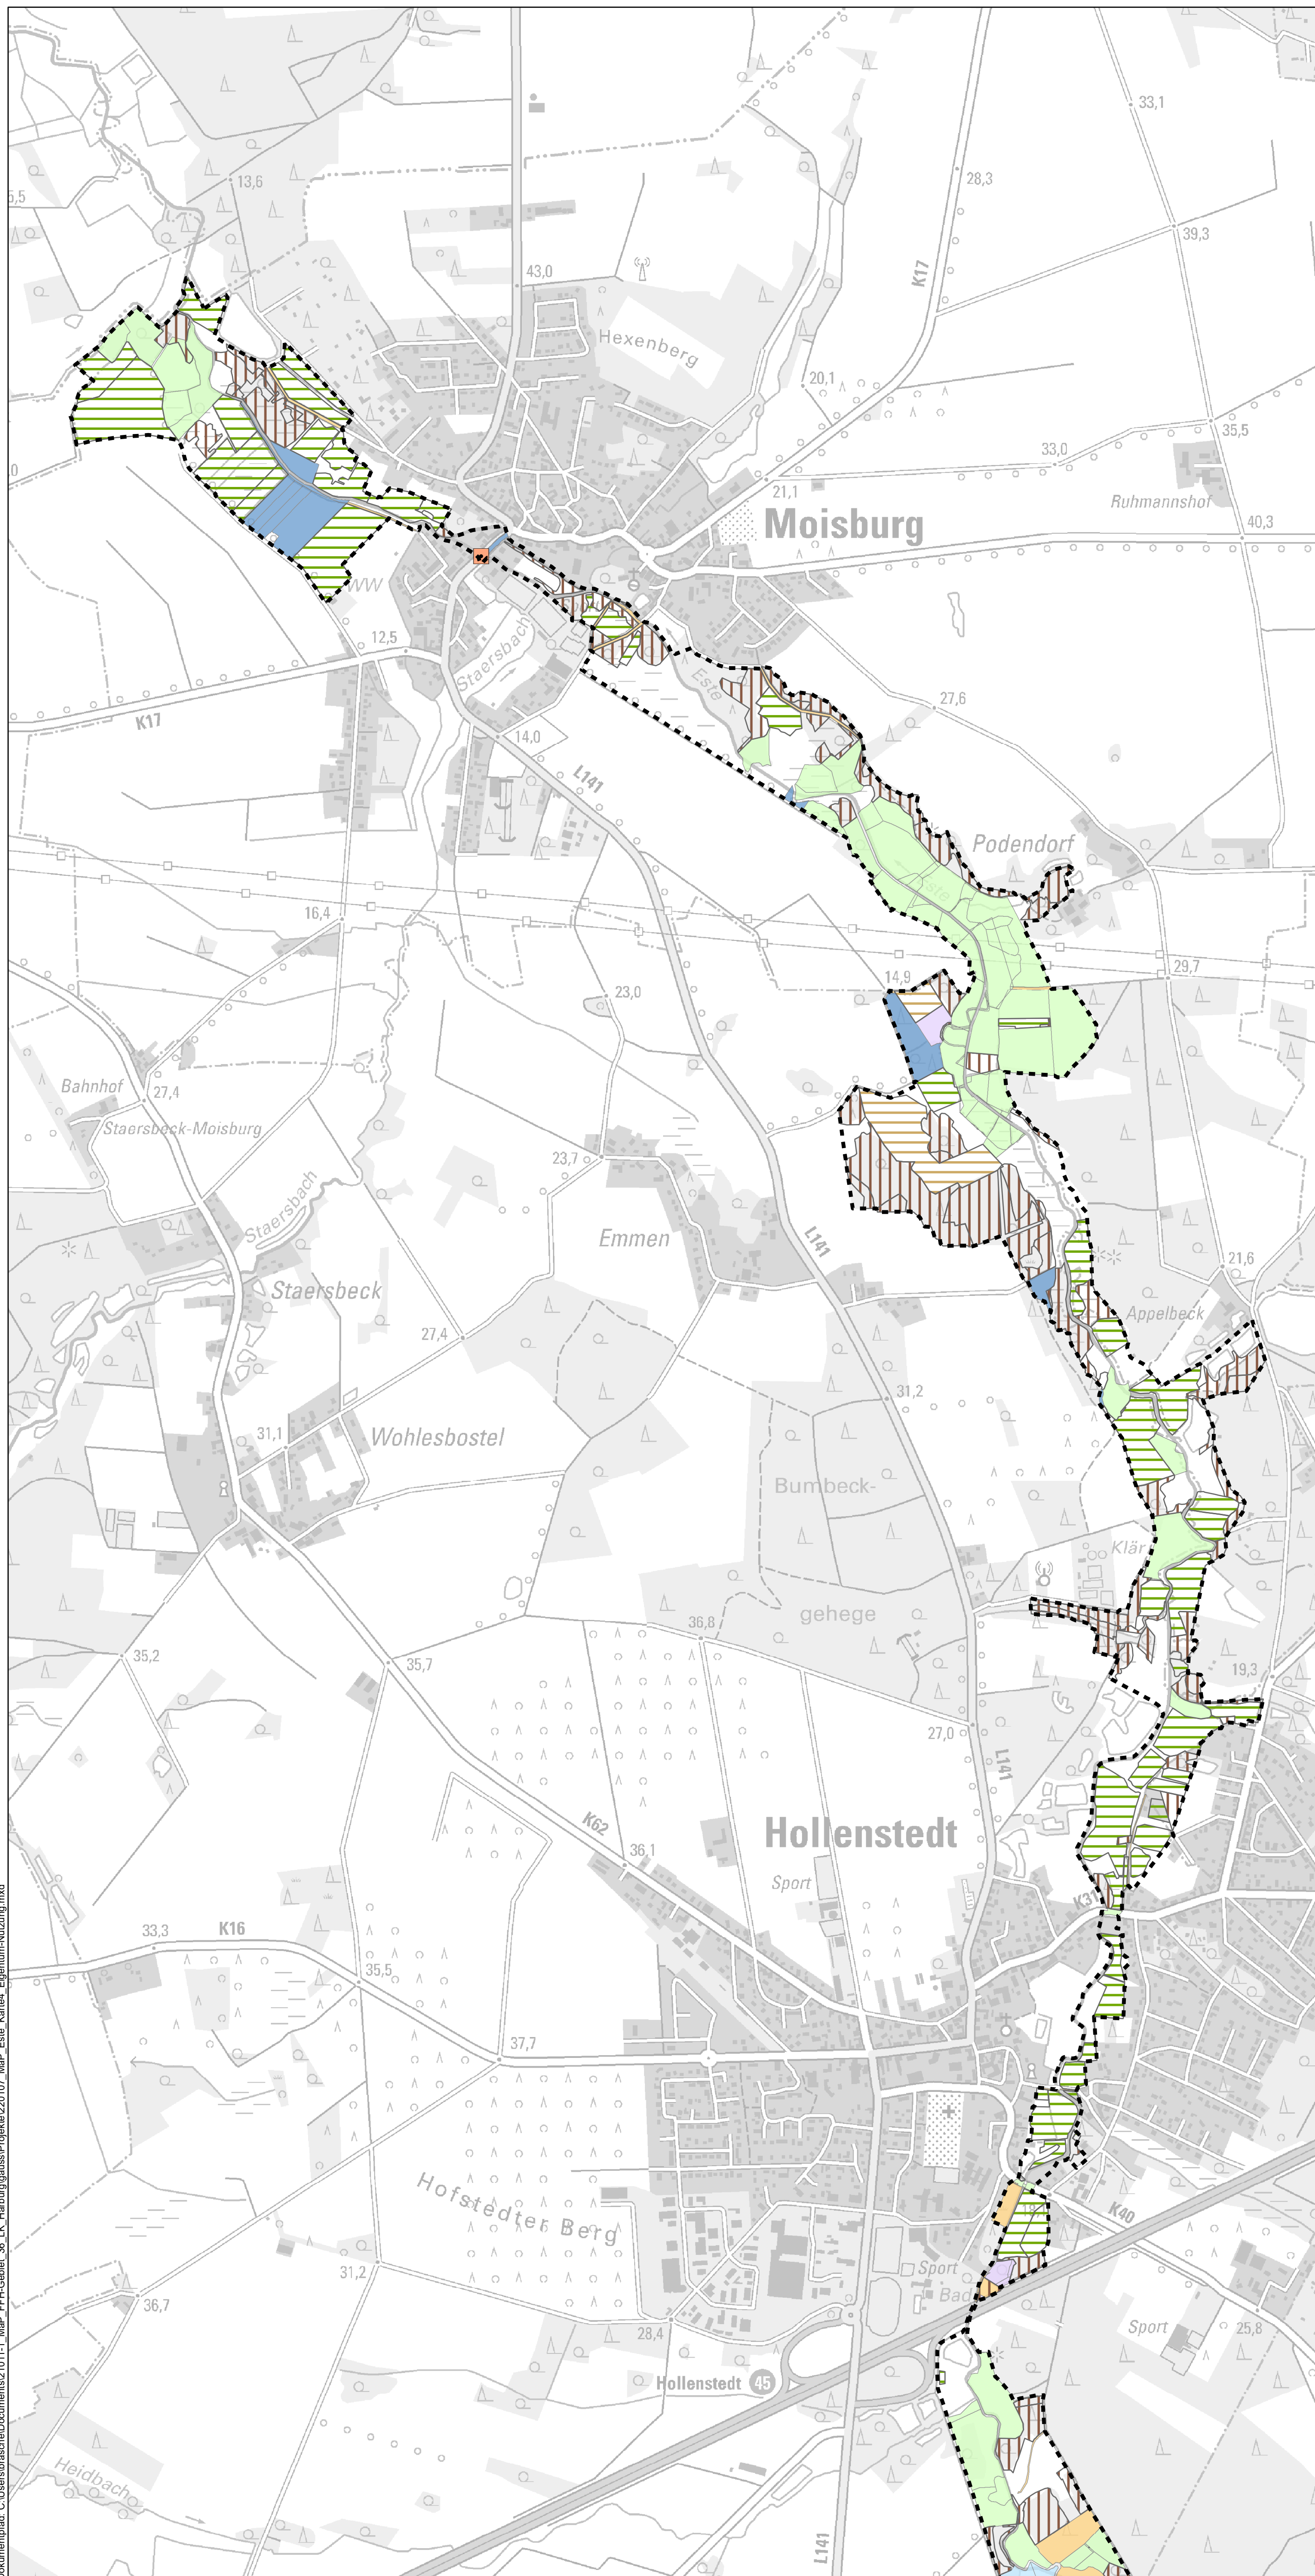 33,1
13,6
28,3
5,5
39,3
K17
43,0
Hexenberg
20,1
35,5
33,0
Ruhmannshof
21,1
Moisburg
40,3
WW
12,5
Staersbach
Este
27,6
K17
14,0
L141
Podendorf
Este
16,4
29,7
14,9
23,0
Bahnhof
27,4
Staersbeck-Moisburg
23,7
Staersbach
Emmen
L141
21,6
Staersbeck
Appelbeck
27,4
31,2
31,1
Wohlesbostel
Bumbeck-
Klär
gehege
36,8
35,2
35,7
19,3
27,0
L141
K62
Hollenstedt
36,1
Sport
K31
33,3
K16
35,5
37,7
Hofstedter Berg
K40
31,2
Sport
Bad
36,7
Sport
25,8
28,4
Hollenstedt 45
Heidbach
L141